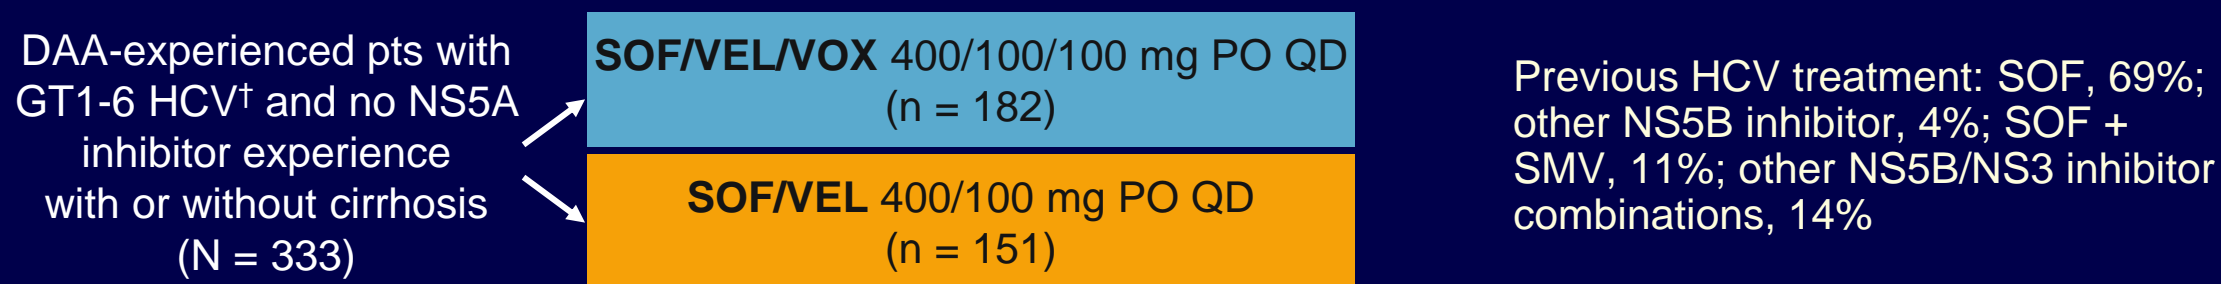 DAA-experienced pts with
GT1-6 HCV† and no NS5A
inhibitor experience
with or without cirrhosis
(N = 333)
SOF/VEL/VOX 400/100/100 mg PO QD
(n = 182)
SOF/VEL 400/100 mg PO QD
(n = 151)
Previous HCV treatment: SOF, 69%;
other NS5B inhibitor, 4%; SOF +
SMV, 11%; other NS5B/NS3 inhibitor
combinations, 14%